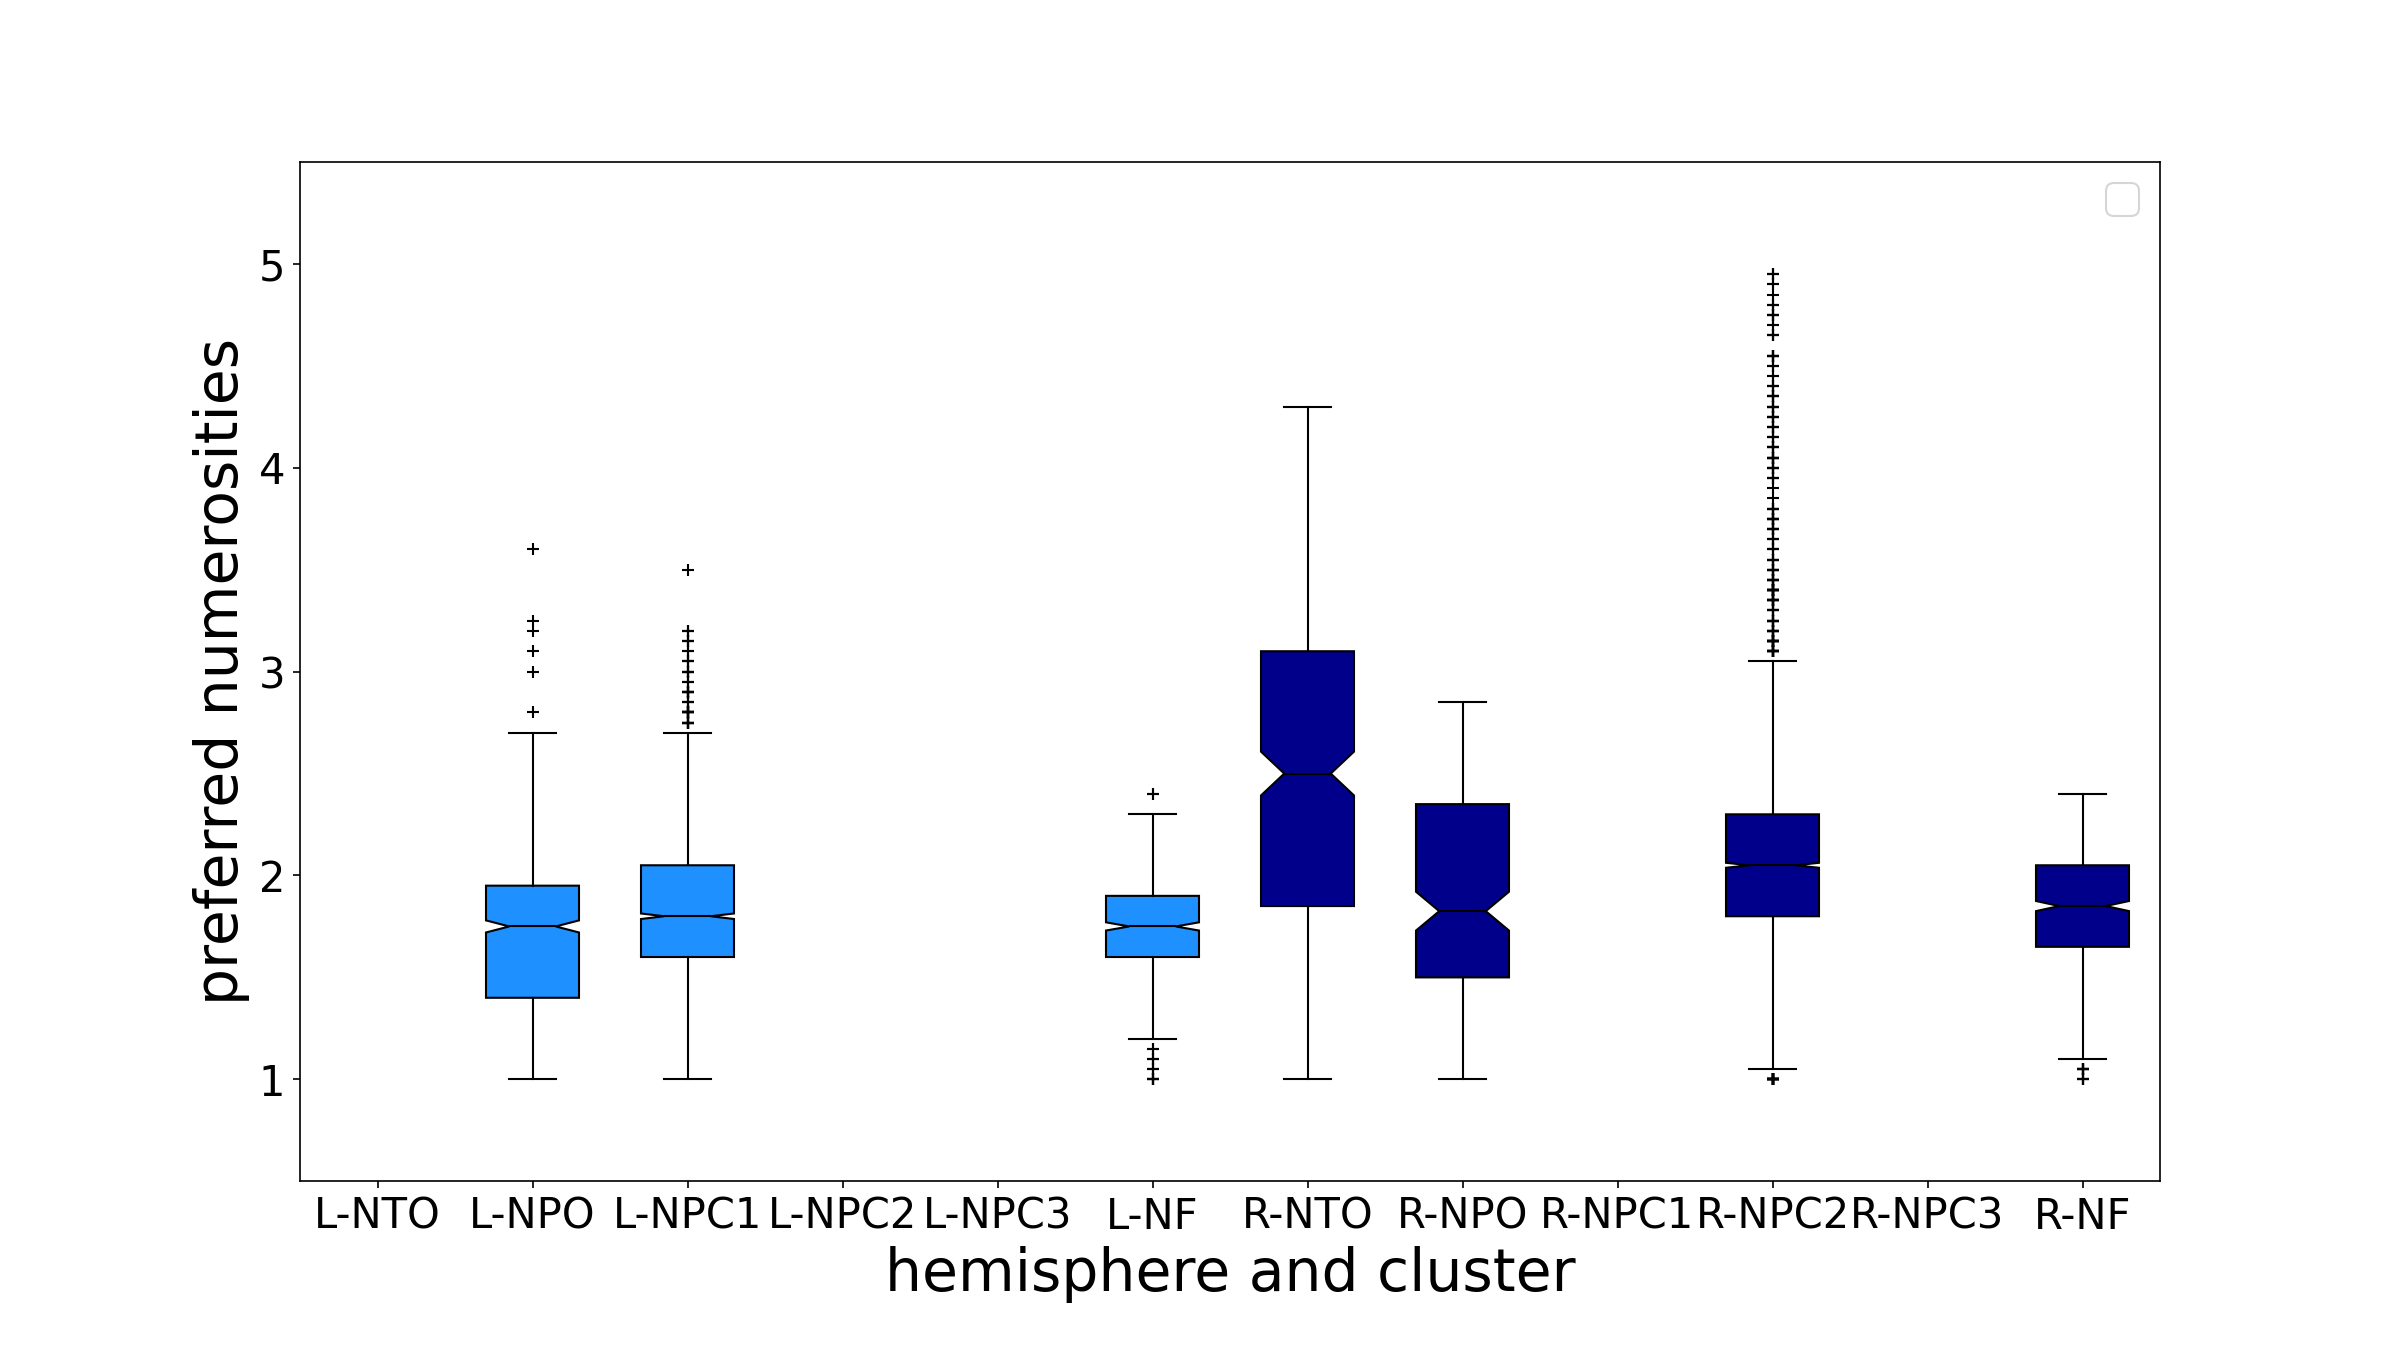 preferred numerosities
5
4
3
2
1
L-NTO L-NPO L-NPC1 L-NPC2 L-NPC3 L-NF R-NTO R-NPO R-NPC1 R-NPC2 R-NPC3 R-NF
hemisphere and cluster